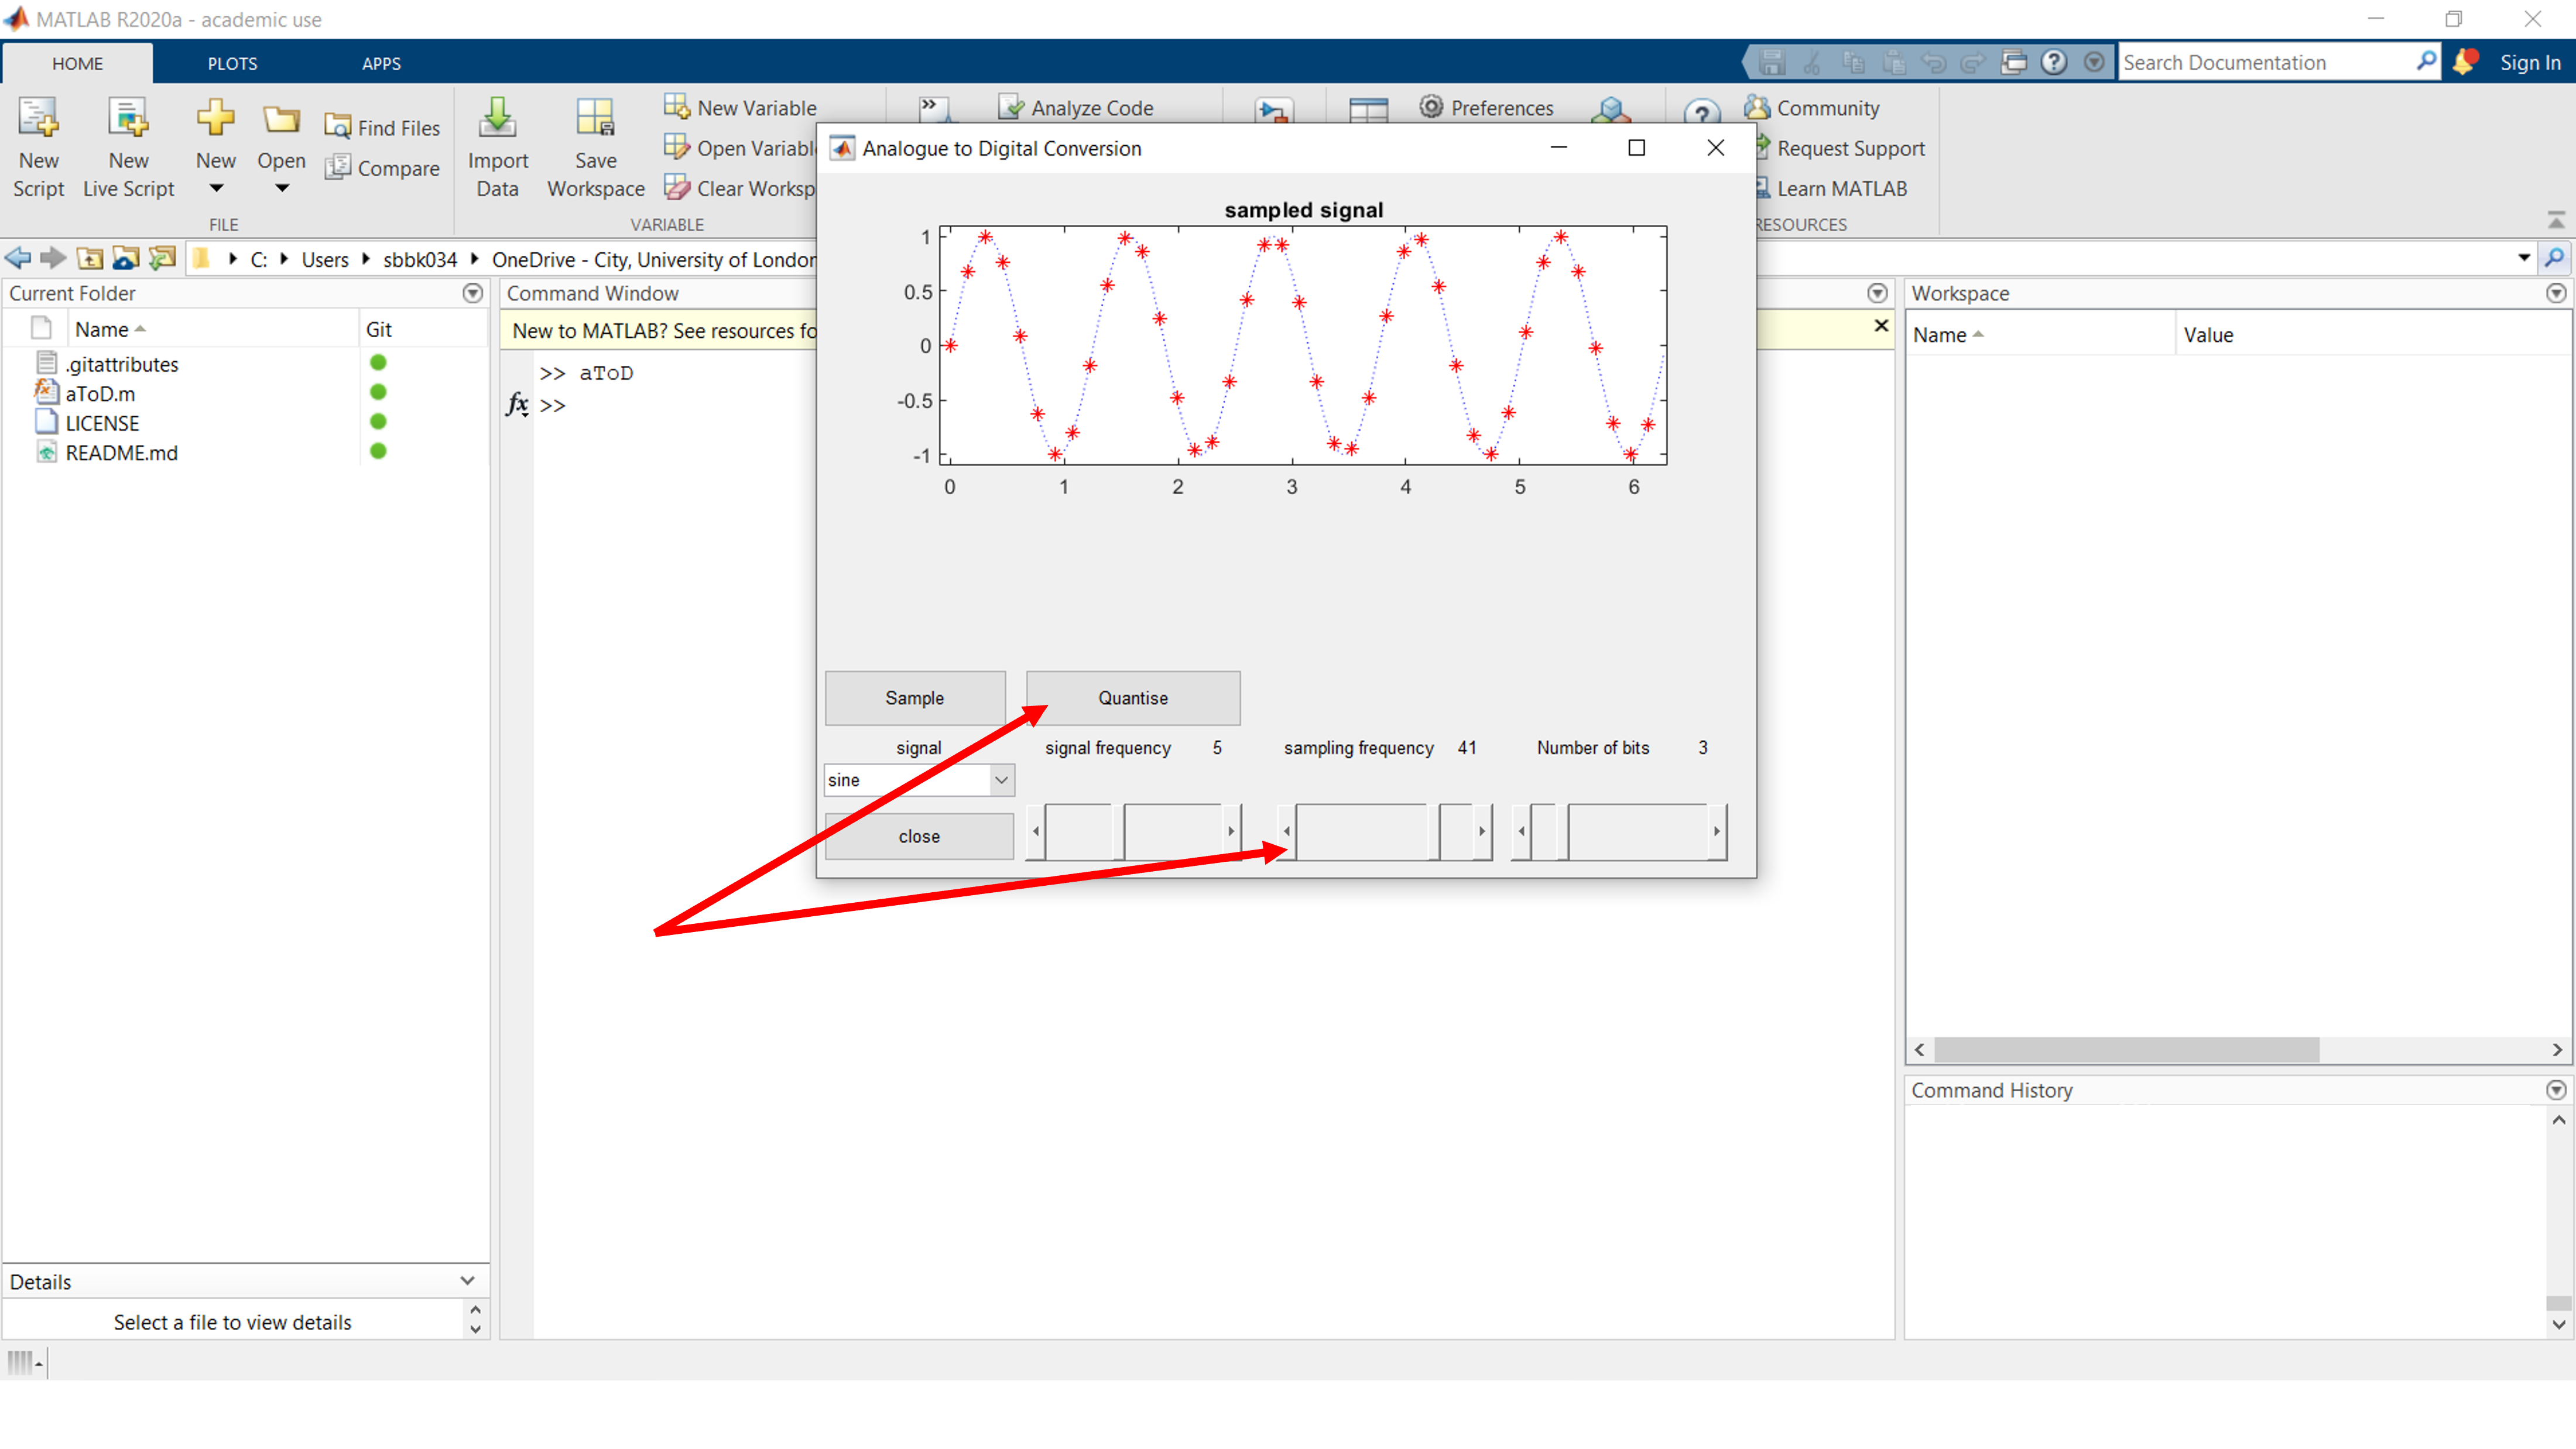 MATLAB R2020a - academic use
HOME PLOTS APPS
Search Documentation Sign In
New Script
New Live Script
New
Open
Find Files
Compare
FILE
Import Data
Save Workspace
New Variable
Open Variabl
Clear Worksp
VARIABLE
Analyze Code
Preferences
Community
Request Support
Learn MATLAB
RESOURCES
C: Users sbbk034 OneDrive - City, University of London
Current Folder
Name Git
.gitattributes
aToD.m
LICENSE
README.md
Details
Select a file to view details
Command Window
New to MATLAB? See resources fo
>> aToD
fx >>
Analogue to Digital Conversion
sampled signal
1
0.5
0
-0.5
-1
0 1 2 3 4 5 6
Sample Quantise
signal signal frequency 5 sampling frequency 41 Number of bits 3
sine
close
Workspace
Name Value
Command History